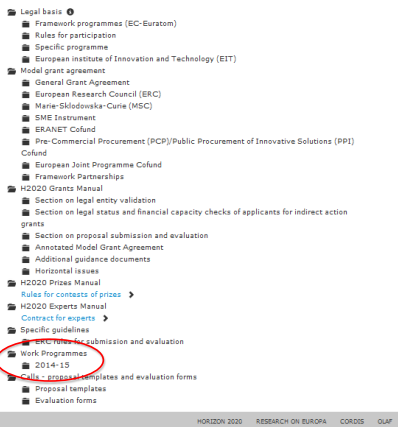 Legal basis
Framework programmes (EC-Euratom)
Rules for participation
Specific programme
European institute of Innovation and Technology (EIT)
Model grant agreement
General Grant Agreement
European Research Council (ERC)
Marie-Sklodowska-Curie (MSC)
SME Instrument
ERANET Cofund
Pre-Commercial Procurement (PCP)/Public Procurement of Innovative Solutions (PPI)
Cofund
European Joint Programme Cofund
Framework Partnerships
H2020 Grants Manual
Section on legal entity validation
Section on legal status and financial capacity checks of applicants for indirect action
grants
Section on proposal submission and evaluation
Annotated Model Grant Agreement
Additional guidance documents
Horizontal issues
H2020 Prizes Manual
Rules for contests of prizes
H2020 Experts Manual
Contract for experts
Specific guidelines
ERC rules for submission and evaluation
Work Programmes
2014-15
Calls - proposal templates and evaluation forms
Proposal templates
Evaluation forms
HORIZON 2020 RESEARCH ON EUROPA CORDIS OLAF